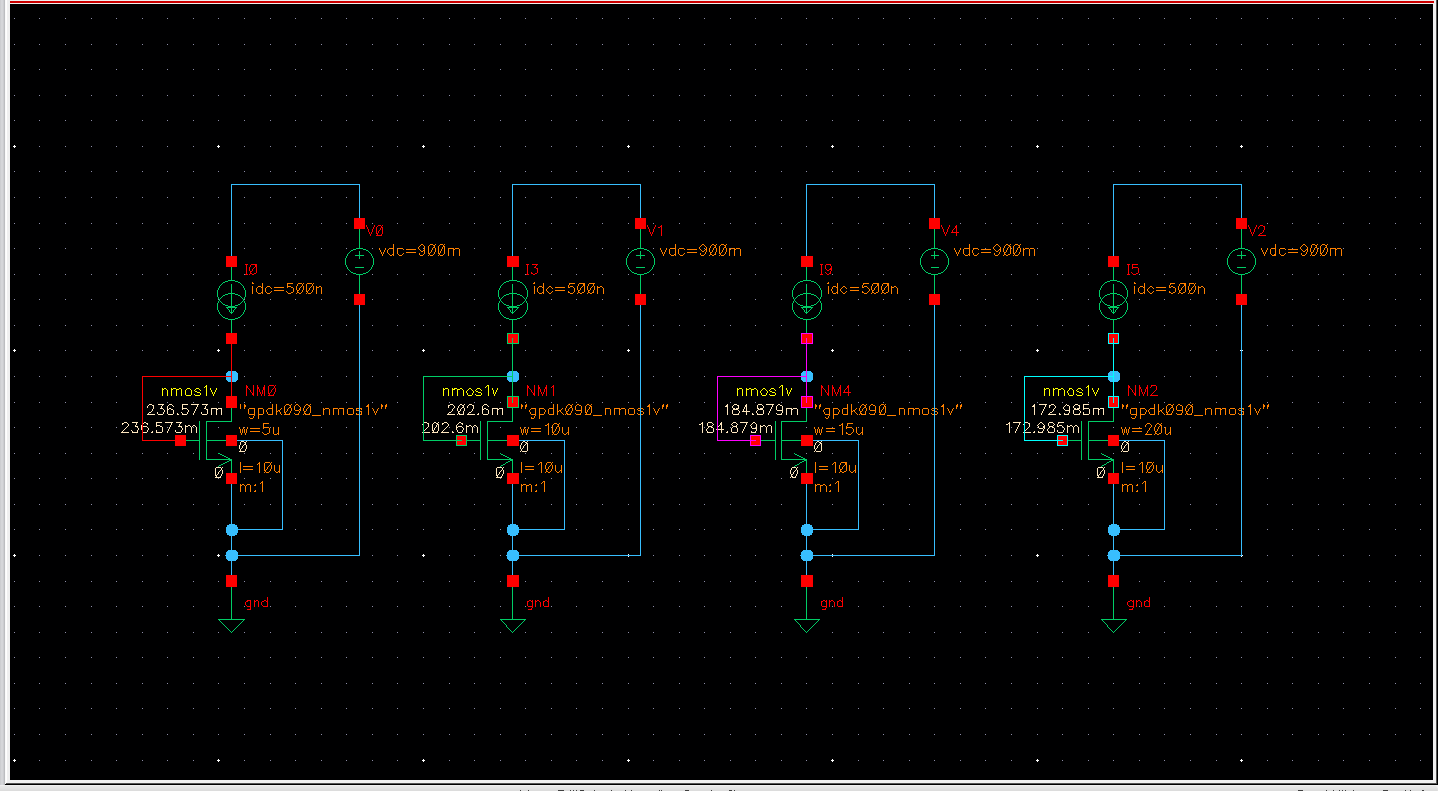 V0
vdc=900m
I0
idc=500n
nmos1v
NM0
236.573m
"gpdk090_nmos1v"
236.573m
w=5u
0
0
l=10u
m:1
gnd
V1
vdc=900m
I3
idc=500n
nmos1v
NM1
202.6m
"gpdk090_nmos1v"
202.6m
w=10u
0
0
l=10u
m:1
gnd
V4
vdc=900m
I9
idc=500n
nmos1v
NM4
184.879m
"gpdk090_nmos1v"
184.879m
w=15u
0
0
l=10u
m:1
gnd
V2
vdc=900m
I5
idc=500n
nmos1v
NM2
172.985m
"gpdk090_nmos1v"
172.985m
w=20u
0
0
l=10u
m:1
gnd